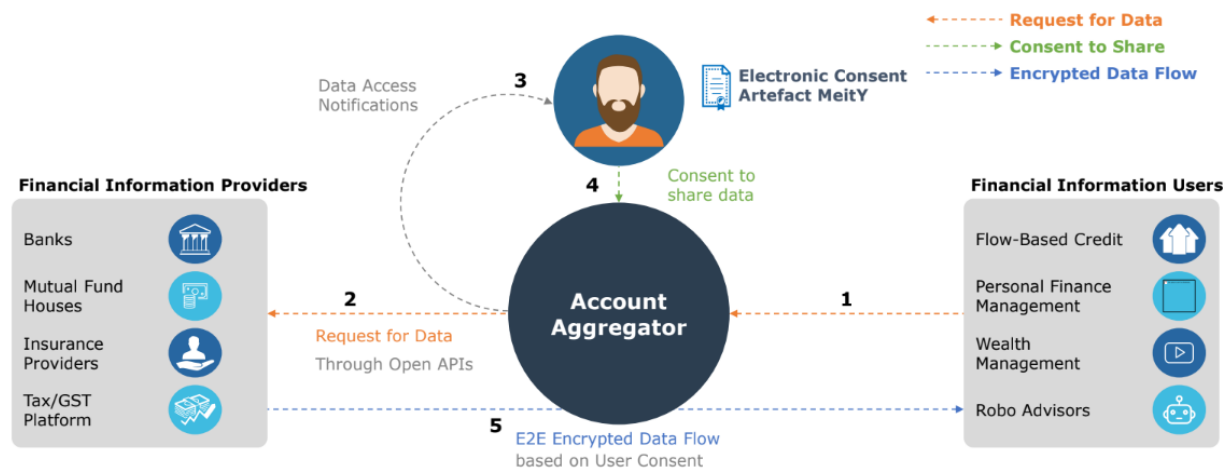 Request for Data
Consent to Share
Encrypted Data Flow
3
Data Access
Notifications
Electronic Consent
Artefact MeitY
4
Consent to
share data
Financial Information Providers
Banks
Mutual Fund
Houses
Insurance
Providers
Tax/GST
Platform
2
Request for Data
Through Open APIs
Account
Aggregator
1
Financial Information Users
Flow-Based Credit
Personal Finance
Management
Wealth
Management
Robo Advisors
5
E2E Encrypted Data Flow
based on User Consent